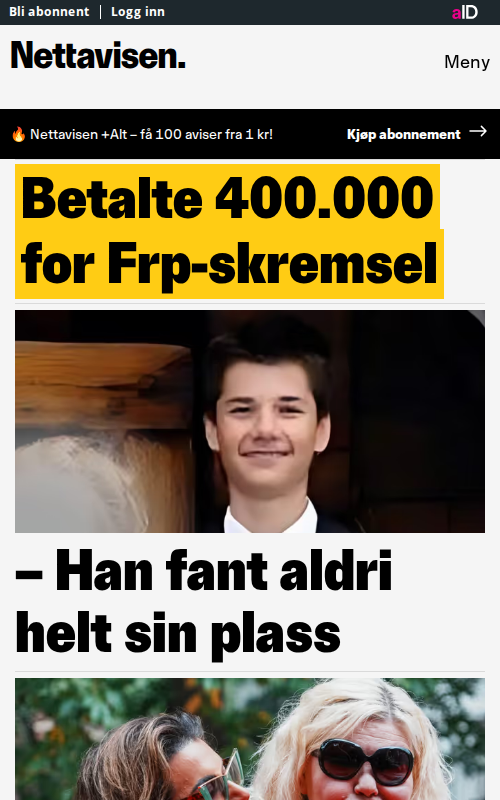 Bli abonnent | Logg inn
aID
Nettavisen.
Meny
🔥 Nettavisen +Alt – få 100 aviser fra 1 kr!
Kjøp abonnement →
Betalte 400.000
for Frp-skremsel
– Han fant aldri
helt sin plass